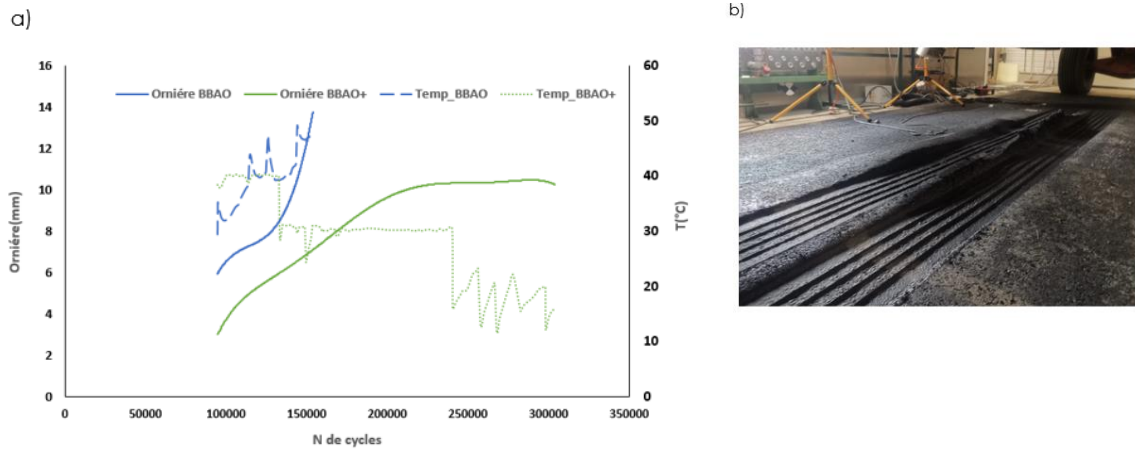 a)
b)
16
14
12
10
8
6
4
2
0
Orniére(mm)
Orniére BBAO
Orniére BBAO+
Temp_BBAO
Temp_BBAO+
60
50
40
30
20
10
0
T(°C)
0
50000
100000
150000
200000
250000
300000
350000
N de cycles